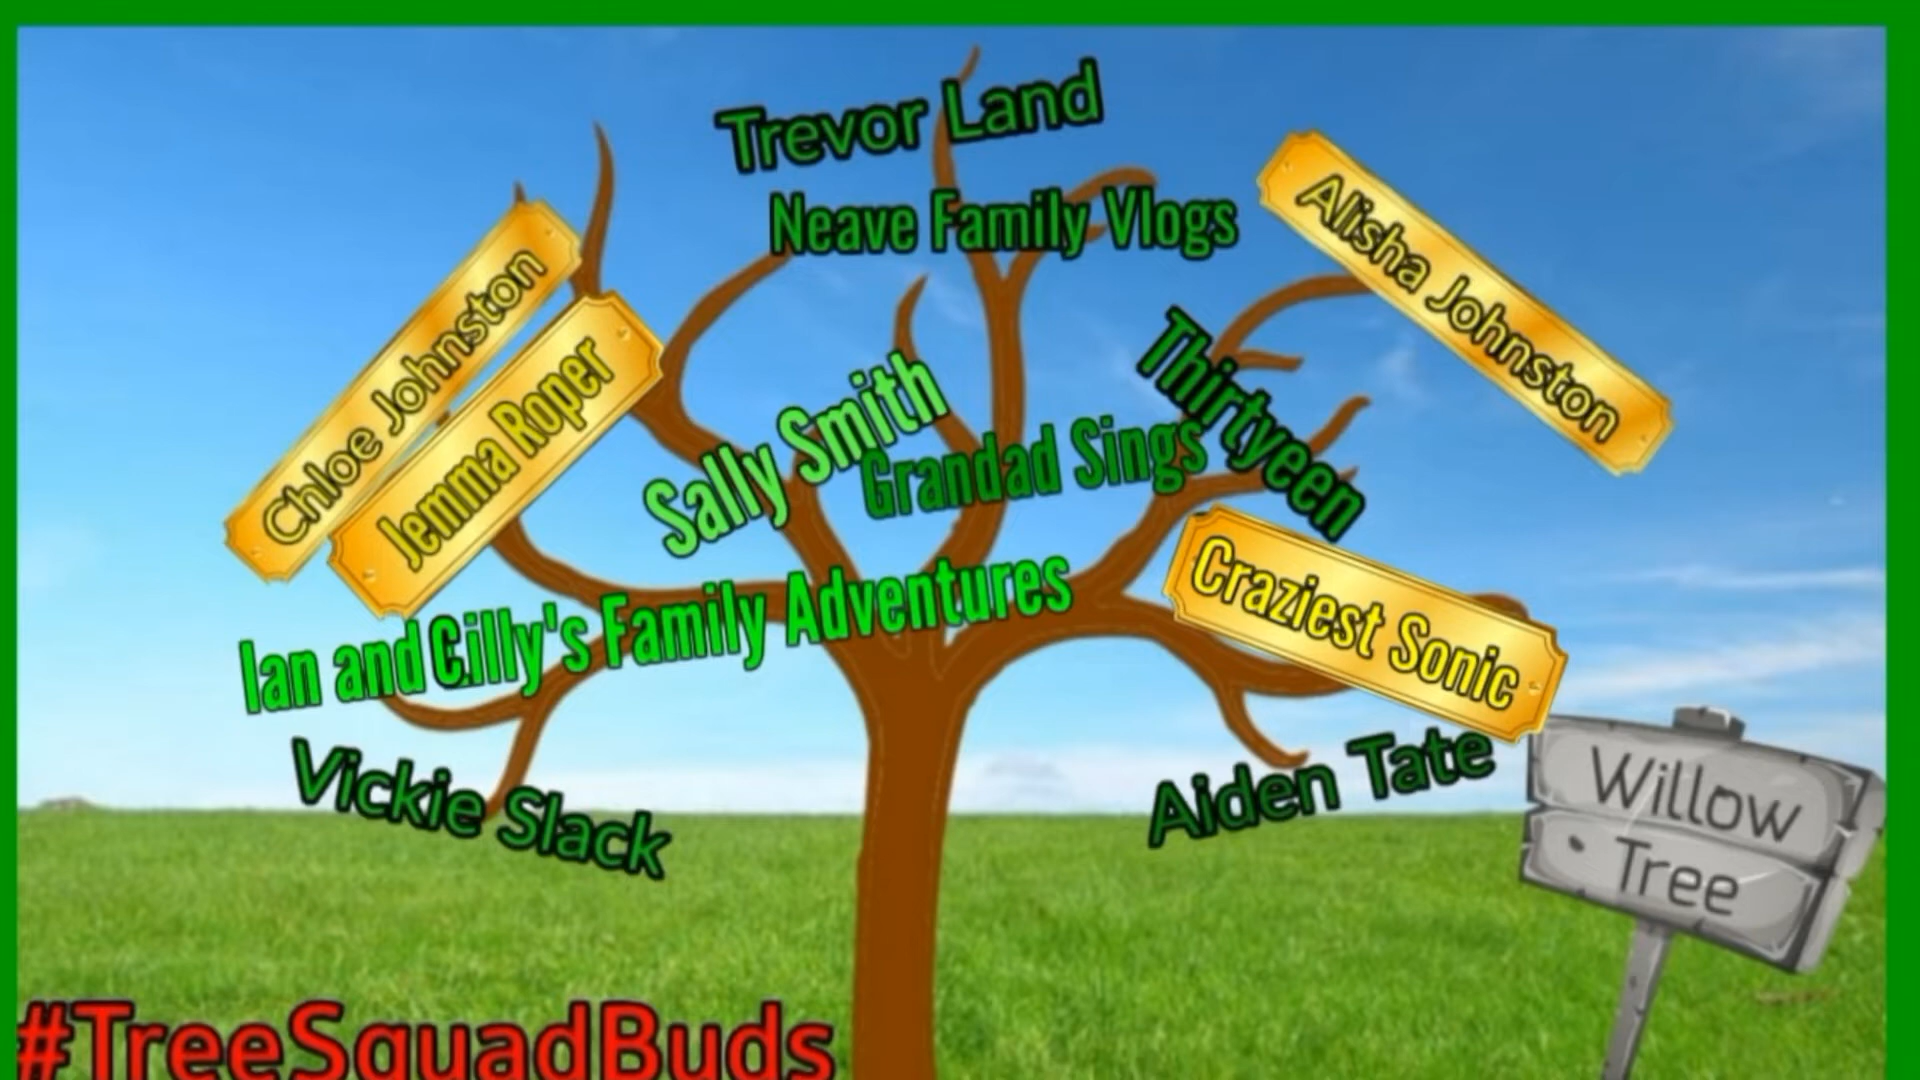 Trevor Land
Neave Family Vlogs
Alisha Johnston
Chloe Johnston
Jemma Roper
Thirtyeen
Sally Smith
Grandad Sings
Craziest Sonic
Ian and Cilly's Family Adventures
Vickie Slack
Aiden Tate
Willow
Tree
#TreeSquadBuds